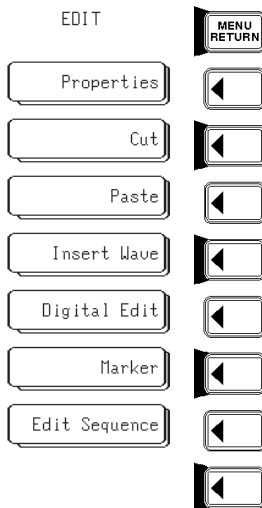 EDIT
MENU
RETURN
Properties
Cut
Paste
Insert Wave
Digital Edit
Marker
Edit Sequence